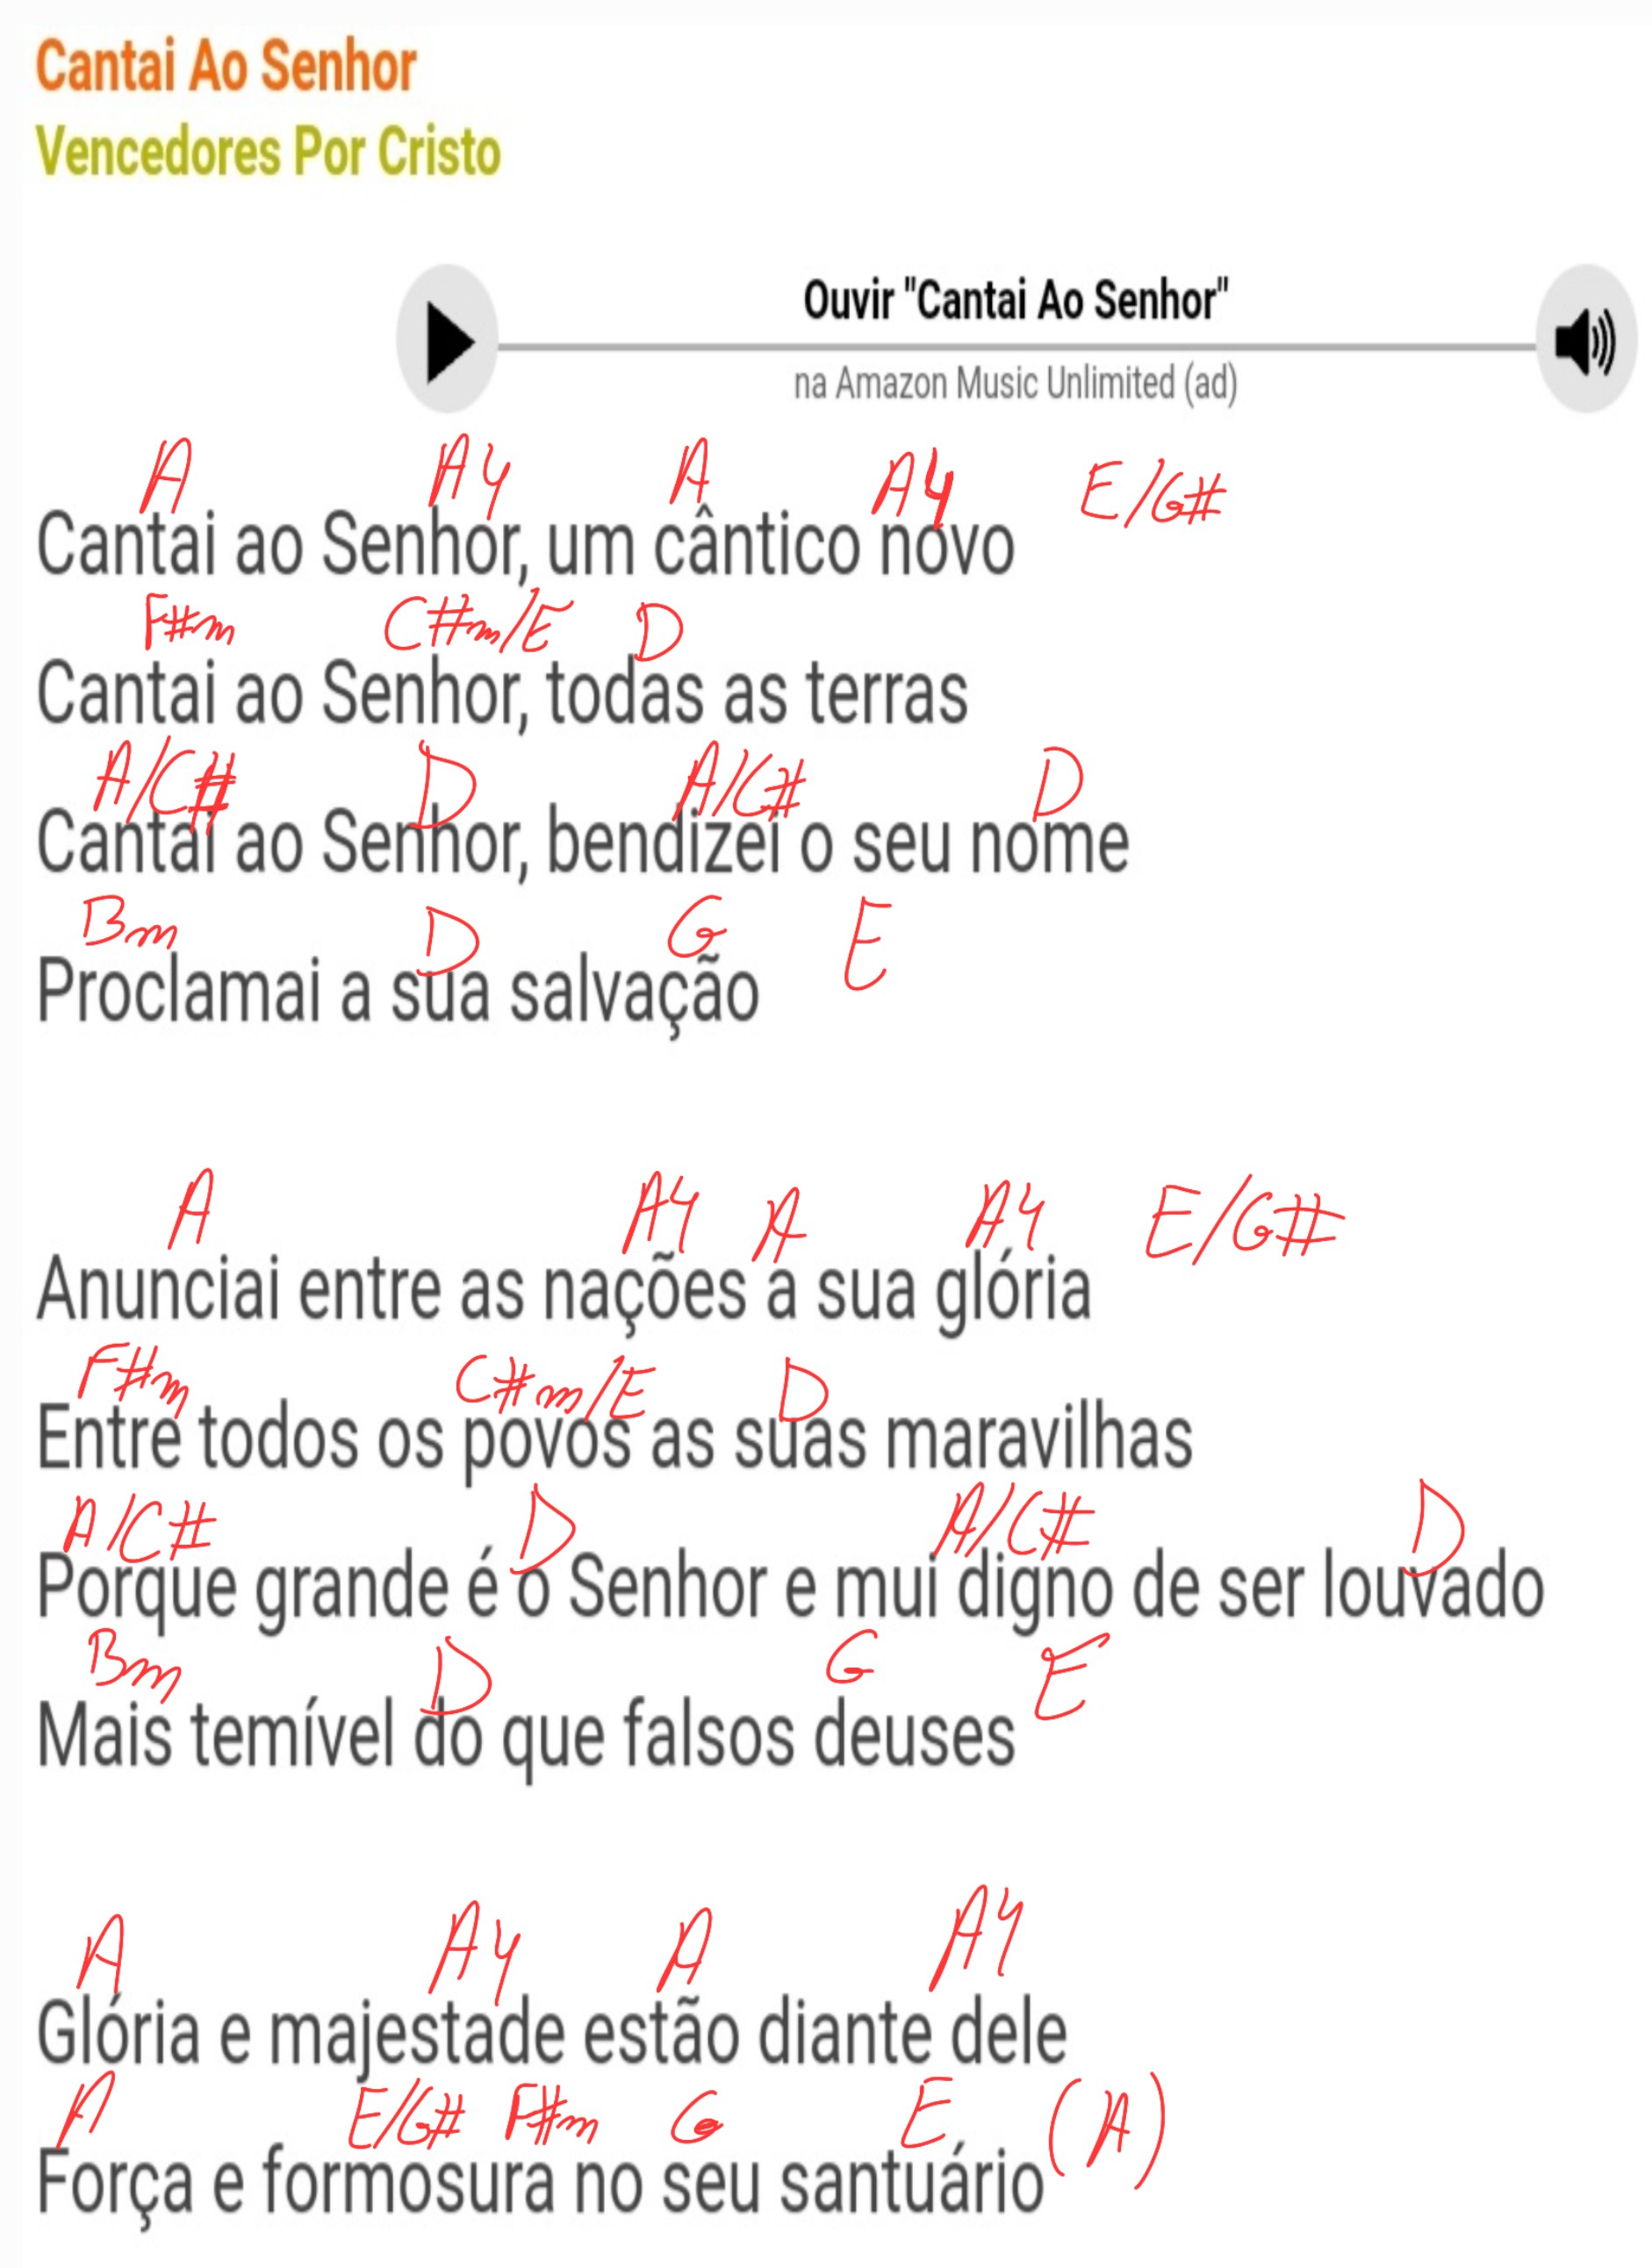 Cantai Ao Senhor
Vencedores Por Cristo
Ouvir "Cantai Ao Senhor"
na Amazon Music Unlimited (ad)
A A4 A A4 E/G#
Cantai ao Senhor, um cântico novo
F#m C#m/E D
Cantai ao Senhor, todas as terras
A/C# D A/C# D
Cantai ao Senhor, bendizei o seu nome
Bm D G E
Proclamai a sua salvação
A A4 A A4 E/G#
Anunciai entre as nações a sua glória
F#m C#m/E D
Entre todos os povos as suas maravilhas
A/C# D A/C# D
Porque grande é o Senhor e mui digno de ser louvado
Bm D G E
Mais temível do que falsos deuses
A A4 A A4
Glória e majestade estão diante dele
A E/G# F#m G E (A)
Força e formosura no seu santuário